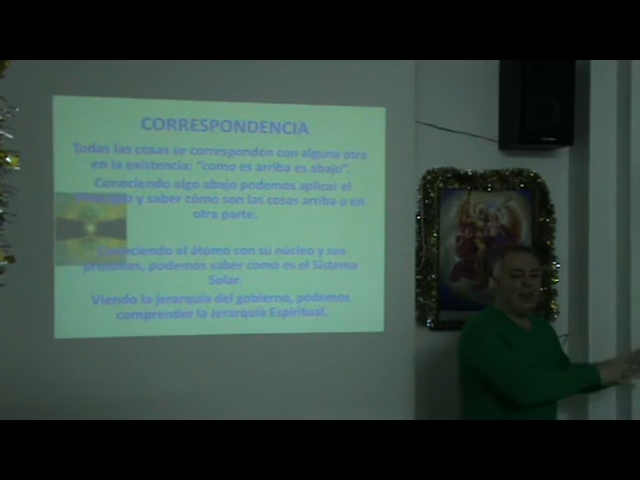 CORRESPONDENCIA
Todas las cosas se corresponden con alguna otra
en la existencia: "como es arriba es abajo".
Conociendo algo abajo podemos aplicar el
y saber cómo son las cosas arriba o en
otra parte.
el átomo con su núcleo y sus
protones, podemos saber cómo es el Sistema
Solar.
Viendo la jerarquía del gobierno, podemos
comprender la Jerarquía Espiritual.